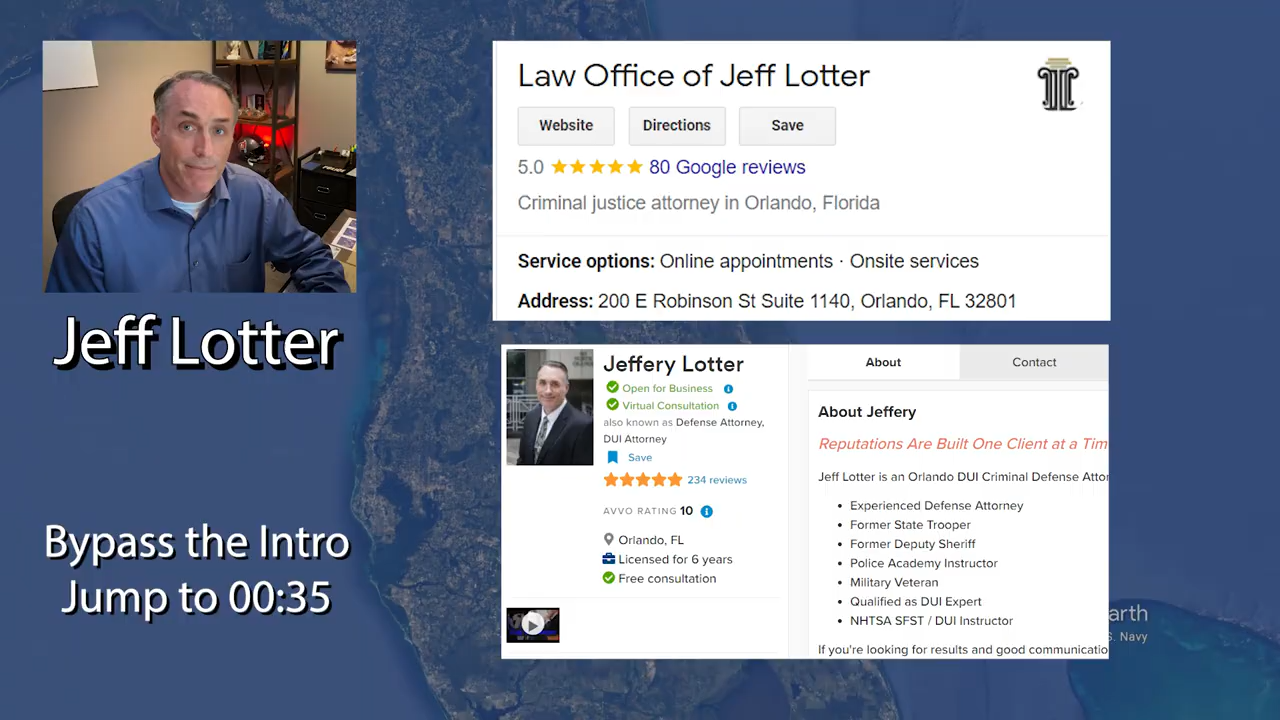 Jeff Lotter
Bypass the Intro
Jump to 00:35
Law Office of Jeff Lotter
Website
Directions
Save
5.0 80 Google reviews
Criminal justice attorney in Orlando, Florida
Service options: Online appointments · Onsite services
Address: 200 E Robinson St Suite 1140, Orlando, FL 32801
Jeffery Lotter
Open for Business
Virtual Consultation
also known as Defense Attorney,
DUI Attorney
Save
234 reviews
AVVO RATING 10
Orlando, FL
Licensed for 6 years
Free consultation
About
Contact
About Jeffery
Reputations Are Built One Client at a Tim
Jeff Lotter is an Orlando DUI Criminal Defense Attor
• Experienced Defense Attorney
• Former State Trooper
• Former Deputy Sheriff
• Police Academy Instructor
• Military Veteran
• Qualified as DUI Expert
• NHTSA SFST / DUI Instructor
If you're looking for results and good communicatio
arth
S. Navy